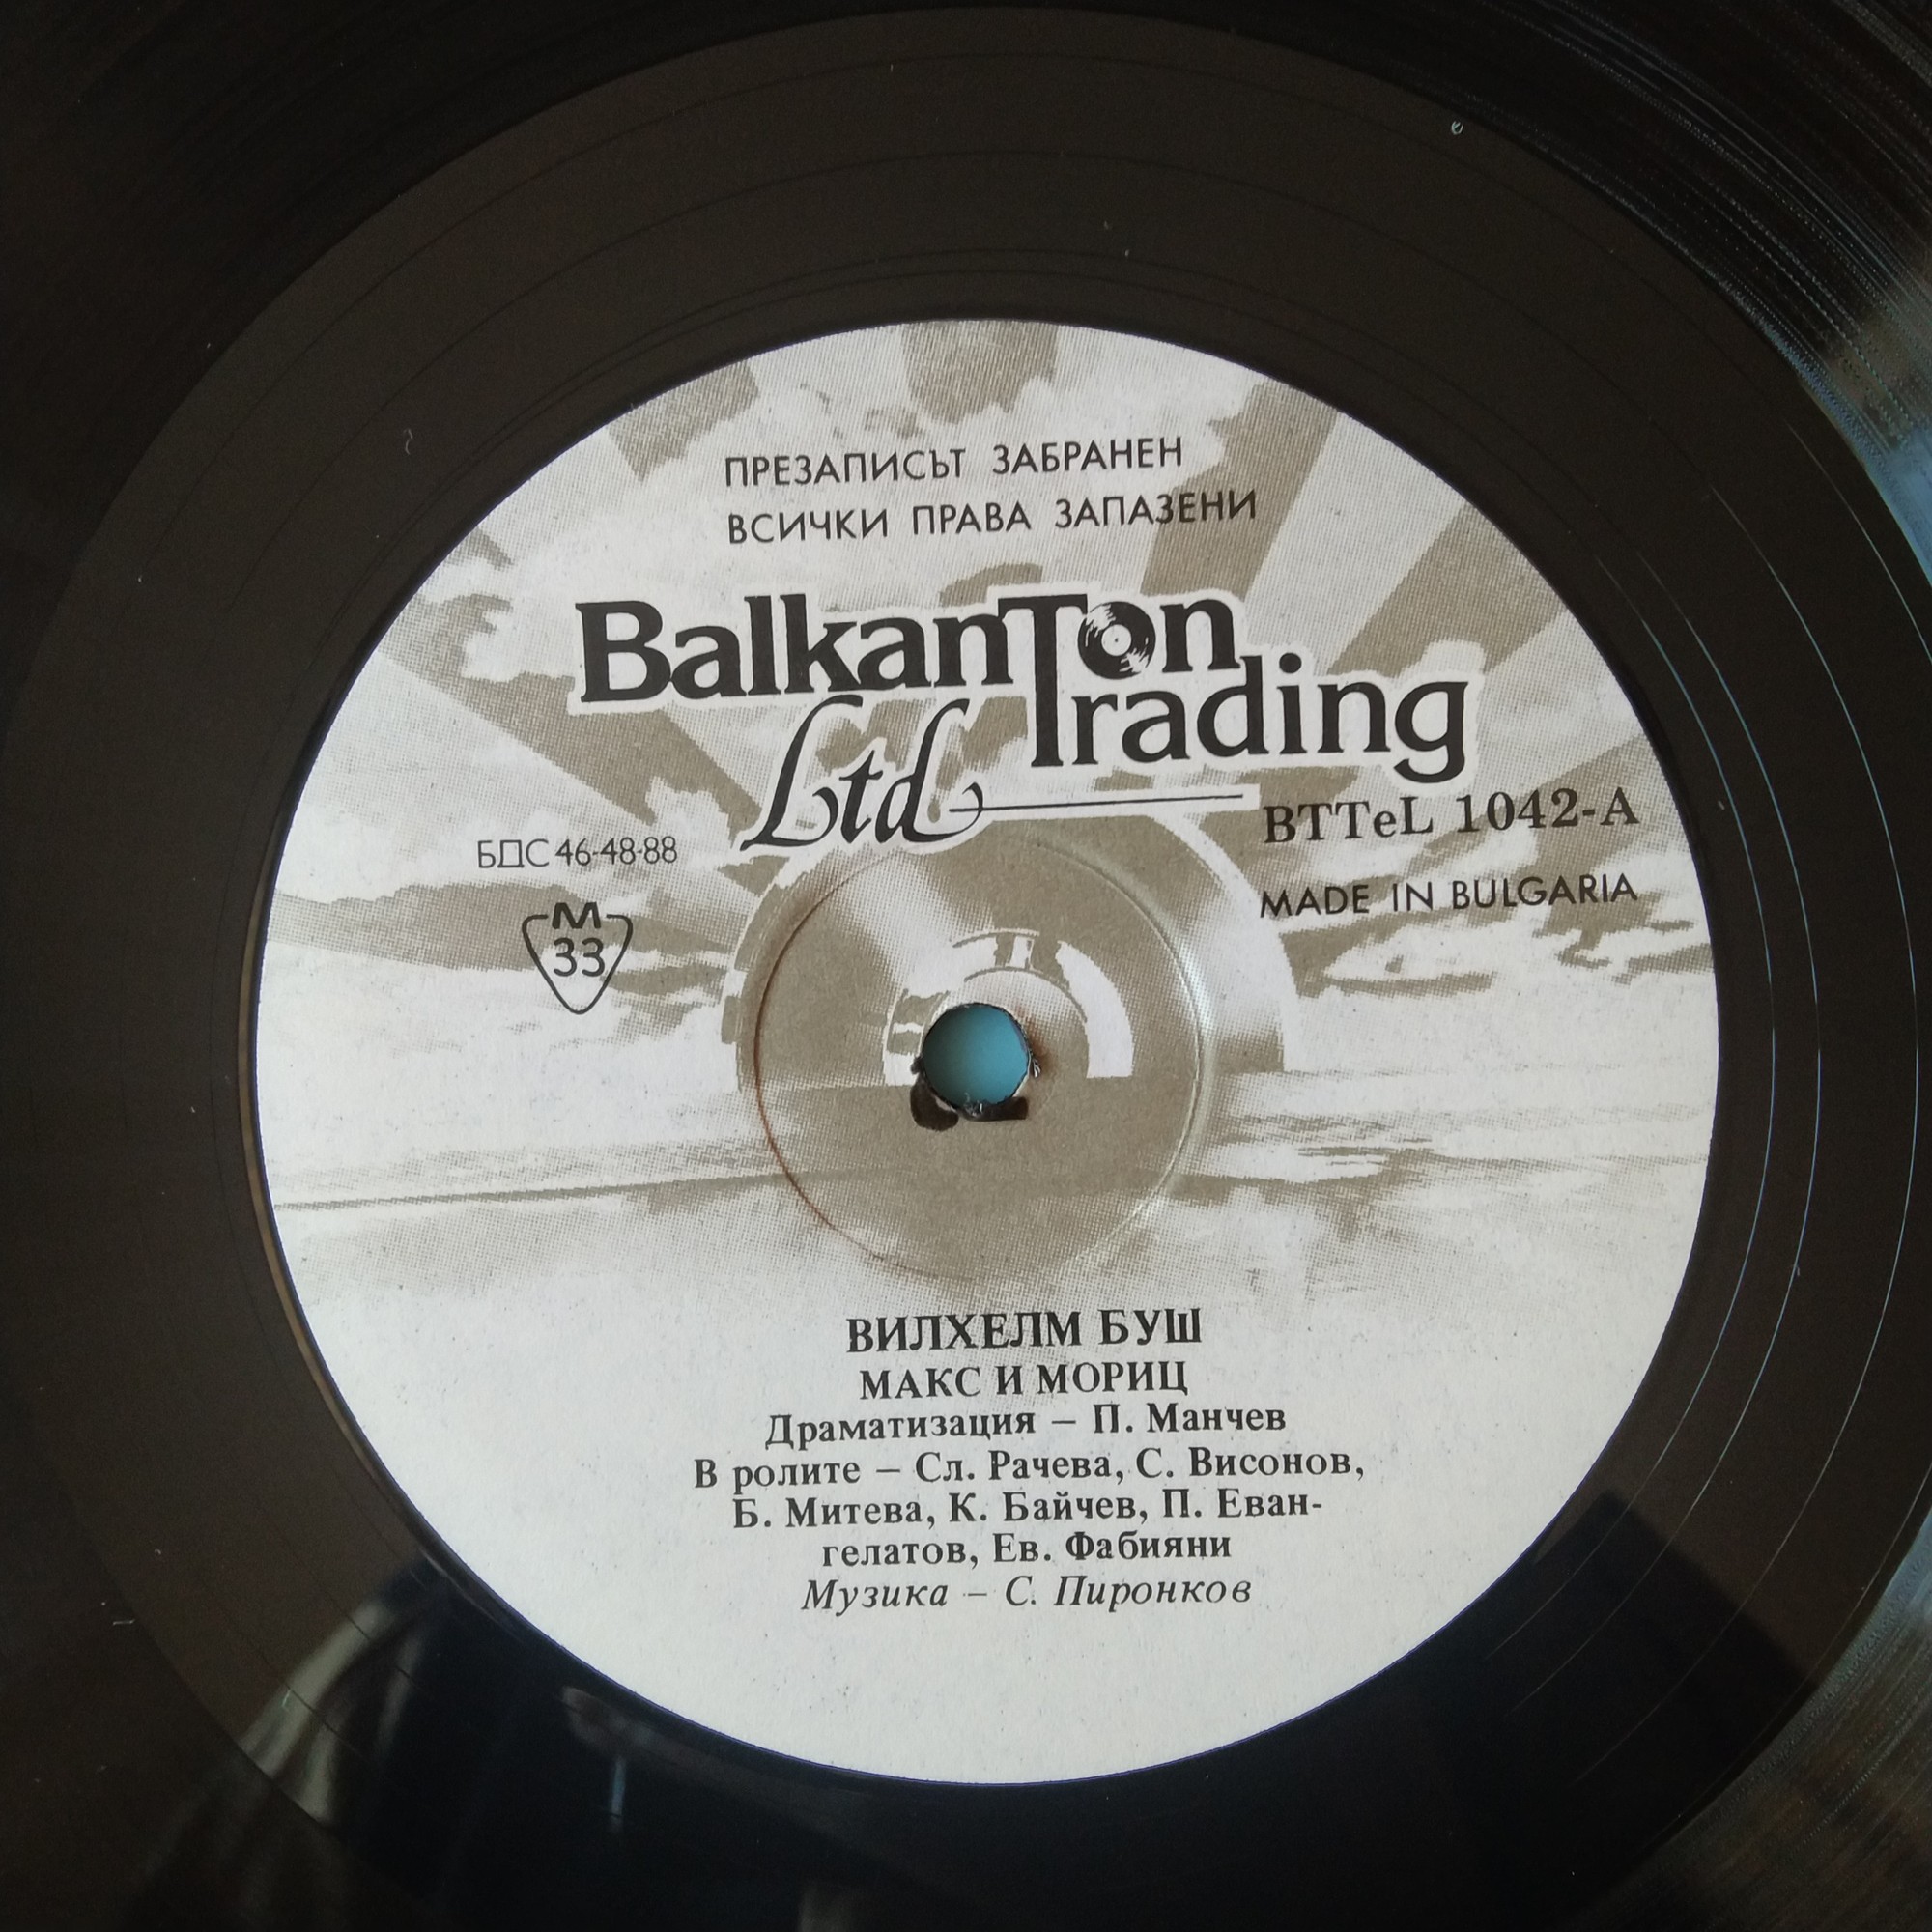 ПРЕЗАПИСЪТ ЗАБРАНЕН
ВСИЧКИ ПРАВА ЗАПАЗЕНИ
BalkanTon
Trading
Ltd
БДС 46-48-88
BTTeL 1042-A
MADE IN BULGARIA
M
33
ВИЛХЕЛМ БУШ
МАКС И МОРИЦ
Драматизация – П. Манчев
В ролите – Сл. Рачева, С. Висонов,
Б. Митева, К. Байчев, П. Еван-
гелатов, Ев. Фабияни
Музика – С. Пиронков